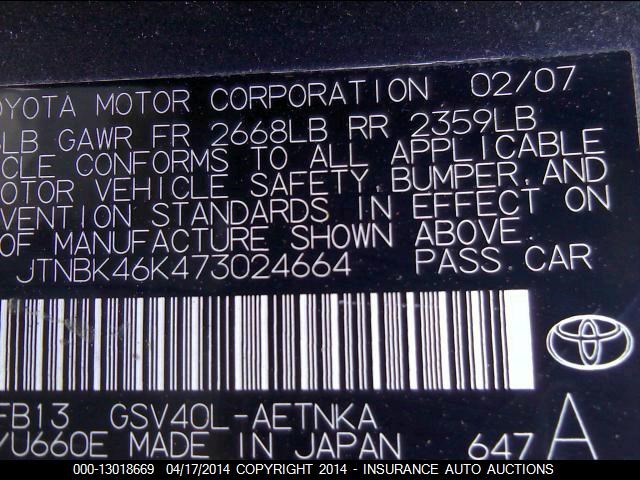 OYOTA MOTOR CORPORATION 02/07
LB GAWR FR 2668LB RR 2359LB
CLE CONFORMS TO ALL APPLICABLE
OTOR VEHICLE SAFETY, BUMPER, AND
VENTION STANDARDS IN EFFECT ON
OF MANUFACTURE SHOWN ABOVE.
JTNBK46K473024664 PASS.CAR
FB13 GSV40L-AETNKA A
/U660E MADE IN JAPAN 647
000-13018669 04/17/2014 COPYRIGHT 2014 - INSURANCE AUTO AUCTIONS